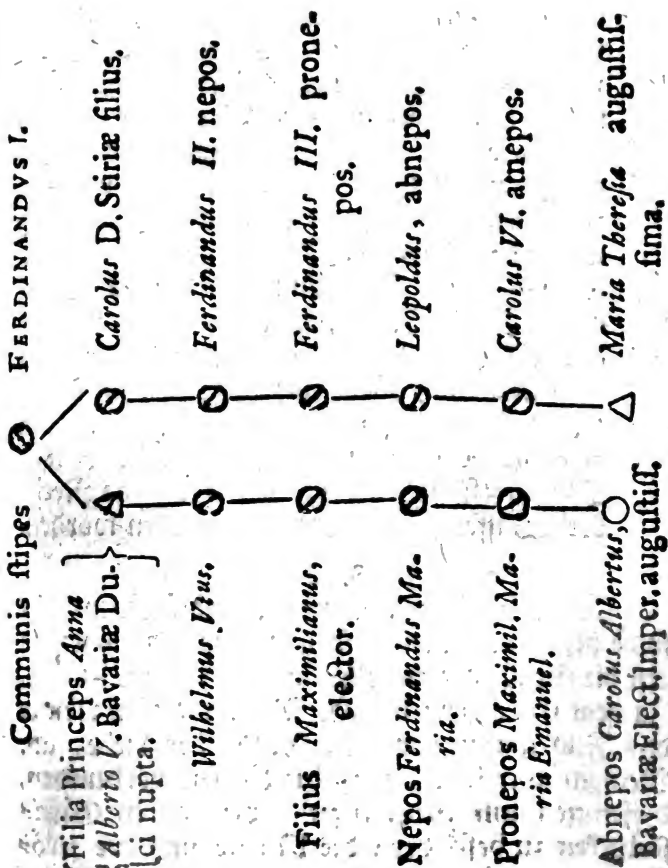 Communis ſtipes FERDINANDVS I.
Filia Princeps Anna
Alberto V. Bavariæ Du-
ci nupta.
Carolus D. Stiriæ filius.
Wilhelmus Vtus.
Ferdinandus II. nepos.
Filius Maximilianus,
elector.
Ferdinandus III. prone-
pos.
Nepos Ferdinandus Ma-
ria.
Leopoldus, abnepos.
Pronepos Maximil. Ma-
ria Emanuel.
Carolus VI. atnepos.
Abnepos Carolus Albertus,
Bavariæ Elect. Imper. auguſtiſſ.
Maria Thereſia auguſtiſ-
ſima.